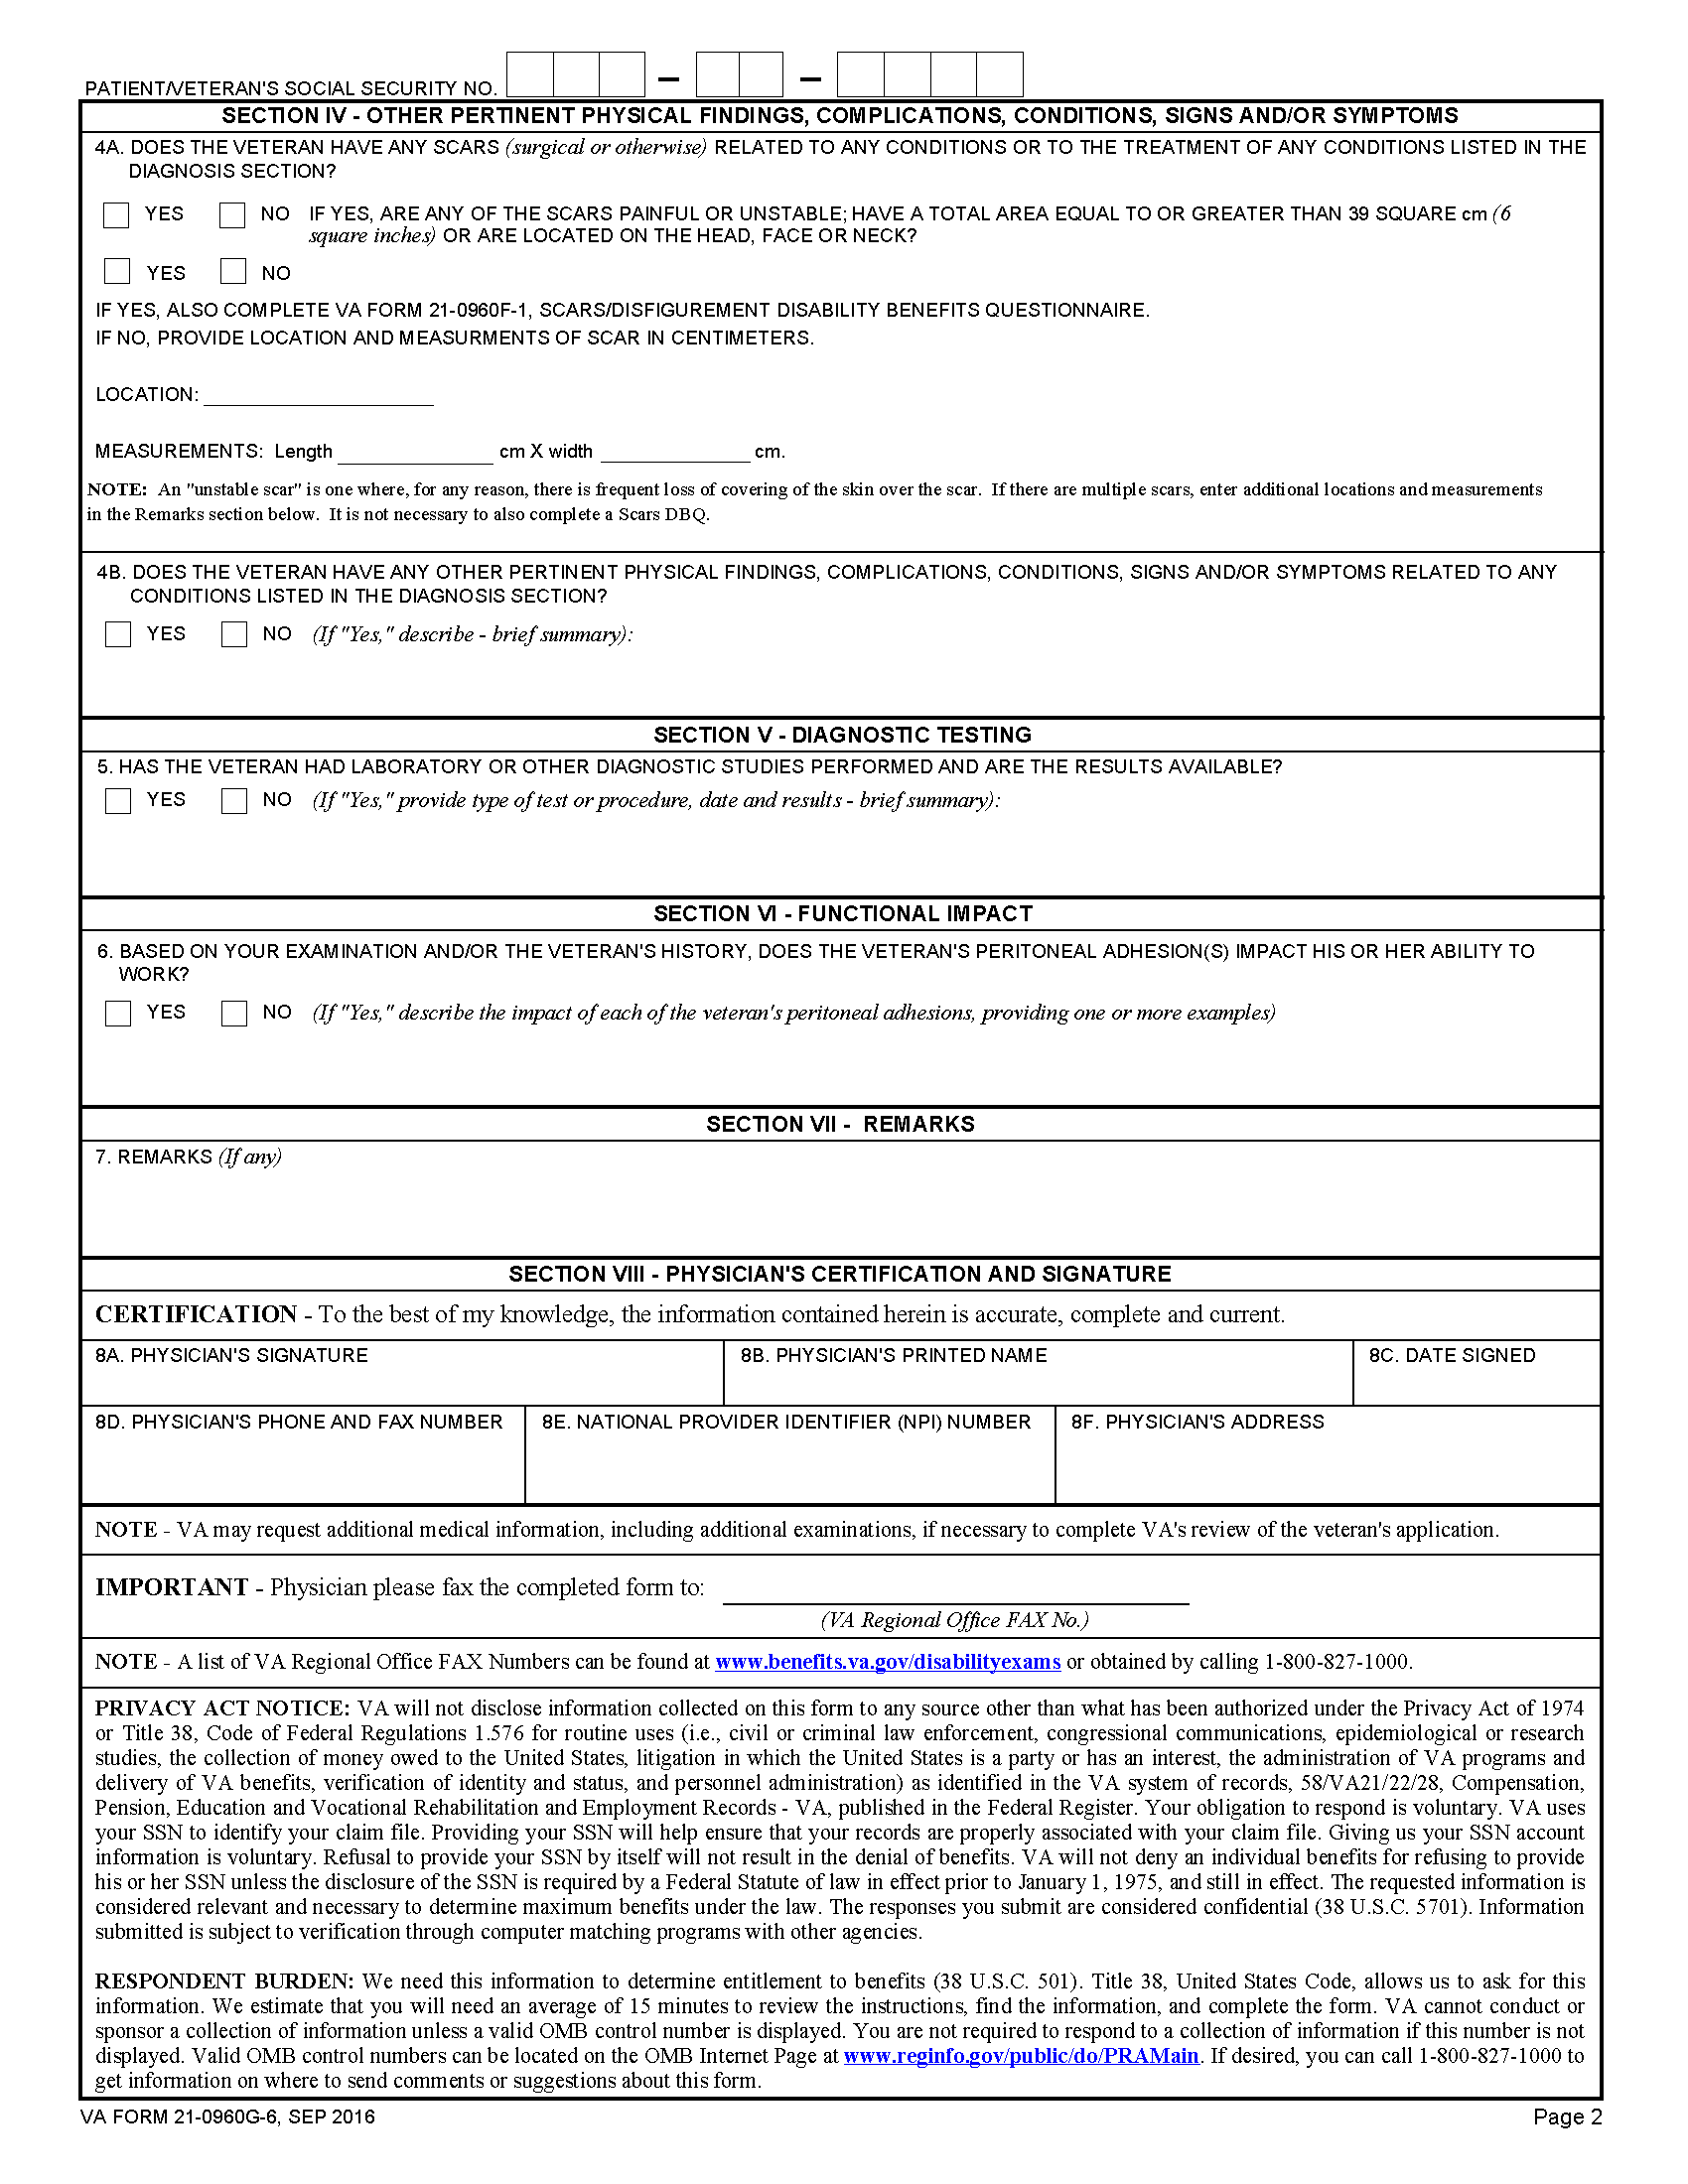 PATIENT/VETERAN'S SOCIAL SECURITY NO. – –
SECTION IV - OTHER PERTINENT PHYSICAL FINDINGS, COMPLICATIONS, CONDITIONS, SIGNS AND/OR SYMPTOMS
4A. DOES THE VETERAN HAVE ANY SCARS (surgical or otherwise) RELATED TO ANY CONDITIONS OR TO THE TREATMENT OF ANY CONDITIONS LISTED IN THE
DIAGNOSIS SECTION?
YES NO IF YES, ARE ANY OF THE SCARS PAINFUL OR UNSTABLE; HAVE A TOTAL AREA EQUAL TO OR GREATER THAN 39 SQUARE cm (6
square inches) OR ARE LOCATED ON THE HEAD, FACE OR NECK?
YES NO
IF YES, ALSO COMPLETE VA FORM 21-0960F-1, SCARS/DISFIGUREMENT DISABILITY BENEFITS QUESTIONNAIRE.
IF NO, PROVIDE LOCATION AND MEASURMENTS OF SCAR IN CENTIMETERS.
LOCATION: ____________________
MEASUREMENTS: Length ______________ cm X width ______________ cm.
NOTE: An "unstable scar" is one where, for any reason, there is frequent loss of covering of the skin over the scar. If there are multiple scars, enter additional locations and measurements
in the Remarks section below. It is not necessary to also complete a Scars DBQ.
4B. DOES THE VETERAN HAVE ANY OTHER PERTINENT PHYSICAL FINDINGS, COMPLICATIONS, CONDITIONS, SIGNS AND/OR SYMPTOMS RELATED TO ANY
CONDITIONS LISTED IN THE DIAGNOSIS SECTION?
YES NO (If "Yes," describe - brief summary):
SECTION V - DIAGNOSTIC TESTING
5. HAS THE VETERAN HAD LABORATORY OR OTHER DIAGNOSTIC STUDIES PERFORMED AND ARE THE RESULTS AVAILABLE?
YES NO (If "Yes," provide type of test or procedure, date and results - brief summary):
SECTION VI - FUNCTIONAL IMPACT
6. BASED ON YOUR EXAMINATION AND/OR THE VETERAN'S HISTORY, DOES THE VETERAN'S PERITONEAL ADHESION(S) IMPACT HIS OR HER ABILITY TO
WORK?
YES NO (If "Yes," describe the impact of each of the veteran's peritoneal adhesions, providing one or more examples)
SECTION VII - REMARKS
7. REMARKS (If any)
SECTION VIII - PHYSICIAN'S CERTIFICATION AND SIGNATURE
CERTIFICATION - To the best of my knowledge, the information contained herein is accurate, complete and current.
8A. PHYSICIAN'S SIGNATURE 8B. PHYSICIAN'S PRINTED NAME 8C. DATE SIGNED
8D. PHYSICIAN'S PHONE AND FAX NUMBER 8E. NATIONAL PROVIDER IDENTIFIER (NPI) NUMBER 8F. PHYSICIAN'S ADDRESS
NOTE - VA may request additional medical information, including additional examinations, if necessary to complete VA's review of the veteran's application.
IMPORTANT - Physician please fax the completed form to:
(VA Regional Office FAX No.)
NOTE - A list of VA Regional Office FAX Numbers can be found at www.benefits.va.gov/disabilityexams or obtained by calling 1-800-827-1000.
PRIVACY ACT NOTICE: VA will not disclose information collected on this form to any source other than what has been authorized under the Privacy Act of 1974
or Title 38, Code of Federal Regulations 1.576 for routine uses (i.e., civil or criminal law enforcement, congressional communications, epidemiological or research
studies, the collection of money owed to the United States, litigation in which the United States is a party or has an interest, the administration of VA programs and
delivery of VA benefits, verification of identity and status, and personnel administration) as identified in the VA system of records, 58/VA21/22/28, Compensation,
Pension, Education and Vocational Rehabilitation and Employment Records - VA, published in the Federal Register. Your obligation to respond is voluntary. VA uses
your SSN to identify your claim file. Providing your SSN will help ensure that your records are properly associated with your claim file. Giving us your SSN account
information is voluntary. Refusal to provide your SSN by itself will not result in the denial of benefits. VA will not deny an individual benefits for refusing to provide
his or her SSN unless the disclosure of the SSN is required by a Federal Statute of law in effect prior to January 1, 1975, and still in effect. The requested information is
considered relevant and necessary to determine maximum benefits under the law. The responses you submit are considered confidential (38 U.S.C. 5701). Information
submitted is subject to verification through computer matching programs with other agencies.
RESPONDENT BURDEN: We need this information to determine entitlement to benefits (38 U.S.C. 501). Title 38, United States Code, allows us to ask for this
information. We estimate that you will need an average of 15 minutes to review the instructions, find the information, and complete the form. VA cannot conduct or
sponsor a collection of information unless a valid OMB control number is displayed. You are not required to respond to a collection of information if this number is not
displayed. Valid OMB control numbers can be located on the OMB Internet Page at www.reginfo.gov/public/do/PRAMain. If desired, you can call 1-800-827-1000 to
get information on where to send comments or suggestions about this form.
VA FORM 21-0960G-6, SEP 2016 Page 2